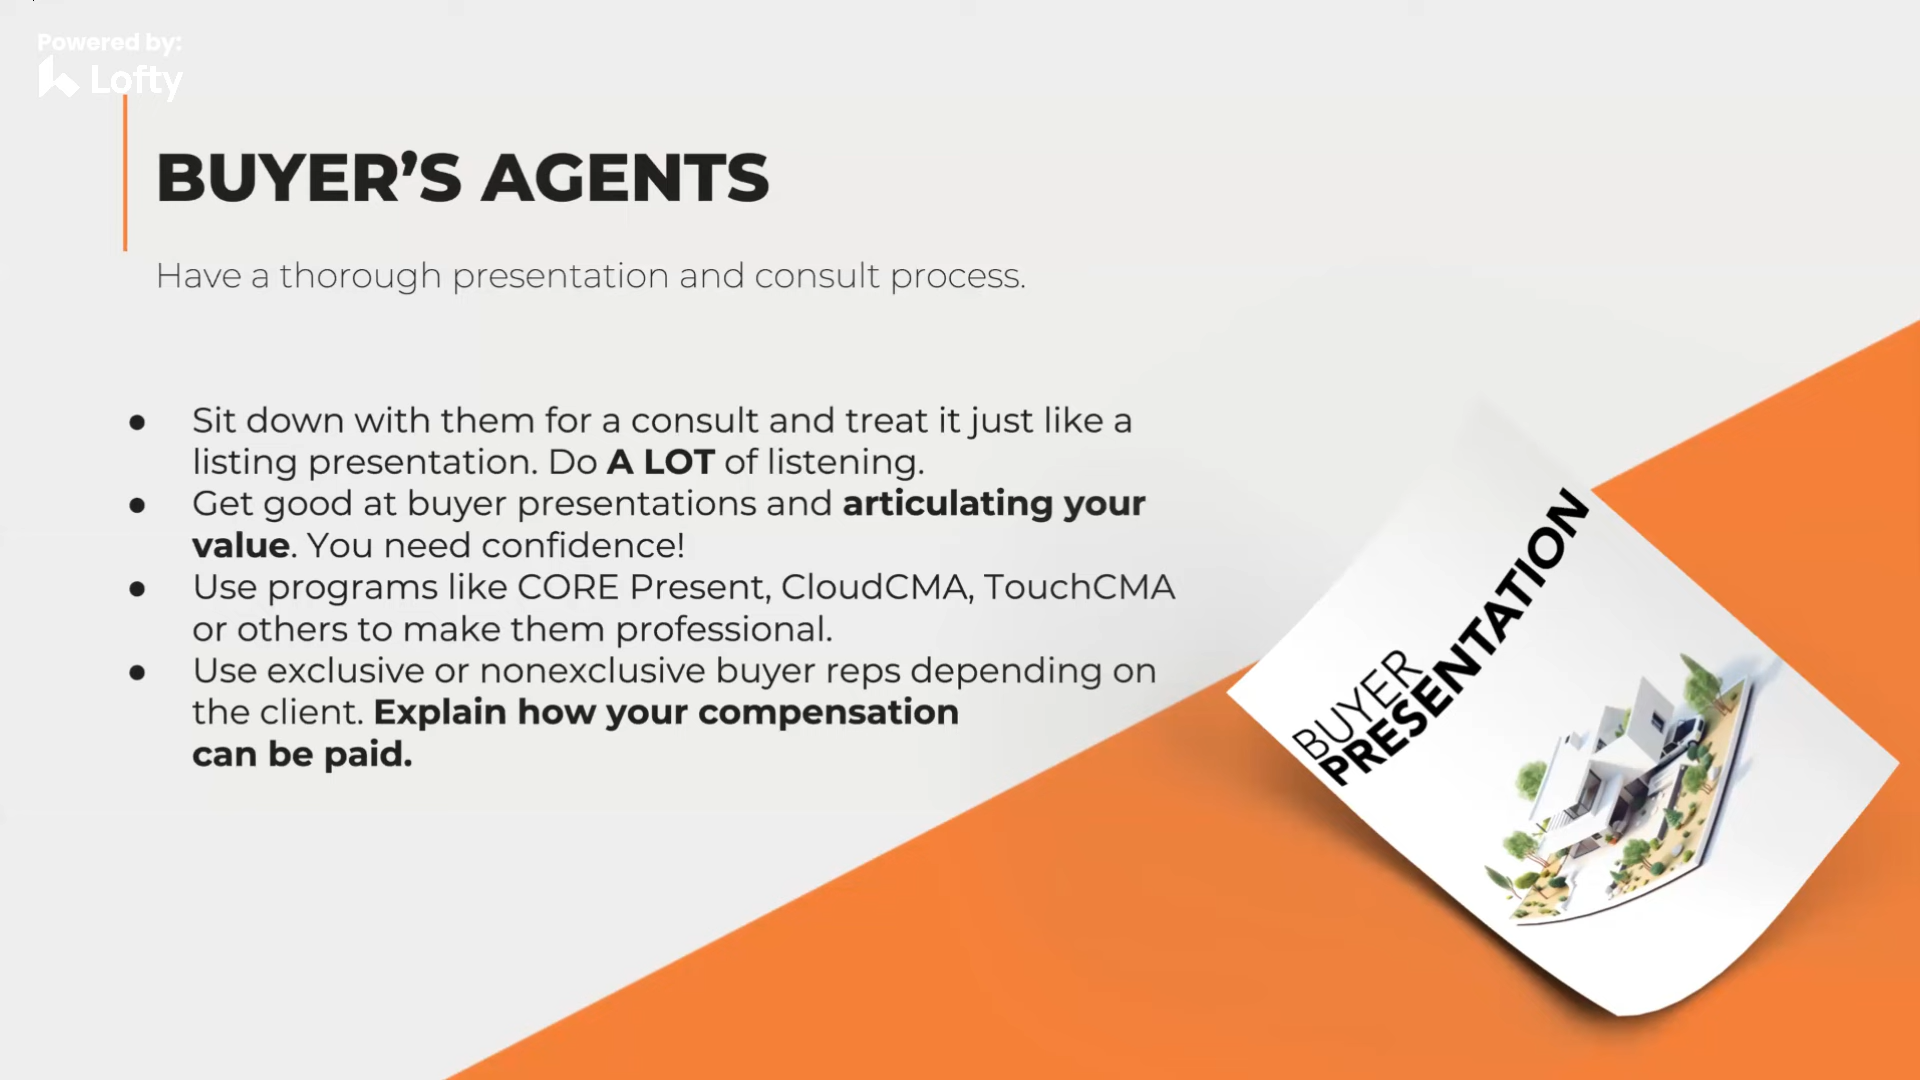 Powered by:
Lofty
BUYER’S AGENTS
Have a thorough presentation and consult process.
● Sit down with them for a consult and treat it just like a
listing presentation. Do A LOT of listening.
● Get good at buyer presentations and articulating your
value. You need confidence!
● Use programs like CORE Present, CloudCMA, TouchCMA
or others to make them professional.
● Use exclusive or nonexclusive buyer reps depending on
the client. Explain how your compensation
can be paid.
BUYER
PRESENTATION